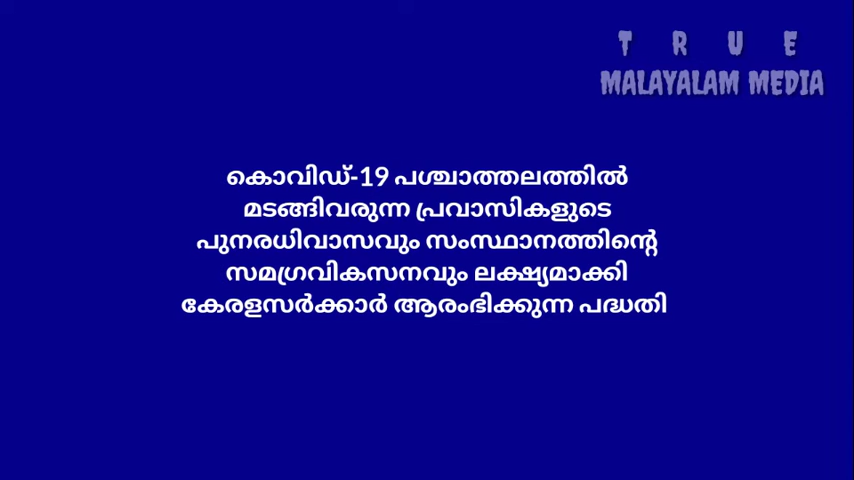 T R U E
MALAYALAM MEDIA
കൊവിഡ്-19 പശ്ചാത്തലത്തിൽ
മടങ്ങിവരുന്ന പ്രവാസികളുടെ
പുനരധിവാസവും സംസ്ഥാനത്തിന്റെ
സമഗ്രവികസനവും ലക്ഷ്യമാക്കി
കേരളസർക്കാർ ആരംഭിക്കുന്ന പദ്ധതി